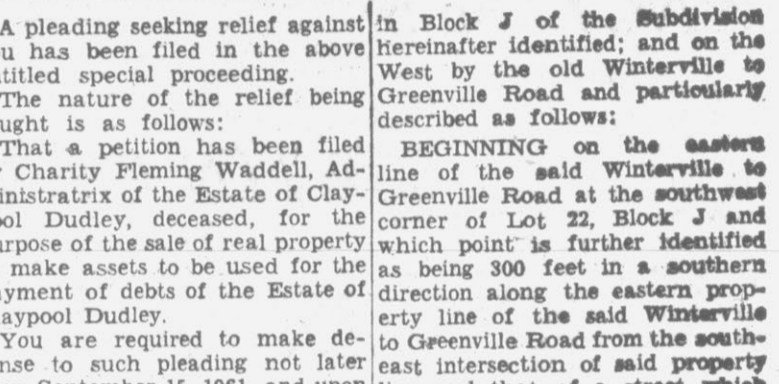 A pleading seeking relief against
u has been filed in the above
titled special proceeding.
The nature of the relief being
ught is as follows:
That a petition has been filed
Charity Fleming Waddell, Ad-
inistratrix of the Estate of Clay-
ol Dudley, deceased, for the
urpose of the sale of real property
make assets to be used for the
yment of debts of the Estate of
aypool Dudley.
You are required to make de-
nse to such pleading not later
September 15, 1961, and upon
in Block J of the Subdivision
hereinafter identified; and on the
West by the old Winterville to
Greenville Road and particularly
described as follows:
BEGINNING on the eastern
line of the said Winterville to
Greenville Road at the southwest
corner of Lot 22, Block J and
which point is further identified
as being 300 feet in a southern
direction along the eastern prop-
erty line of the said Winterville
to Greenville Road from the south-
east intersection of said property